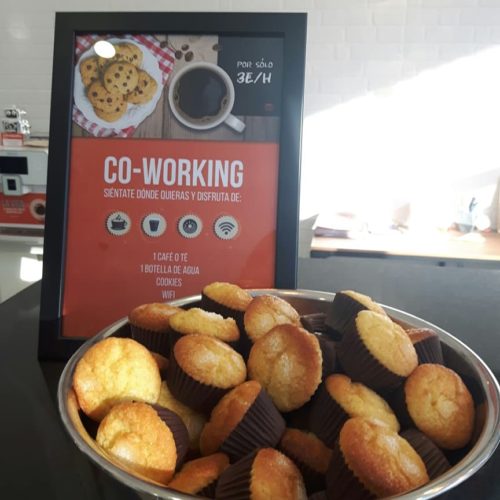 POR SÓLO
3E/H
CO-WORKING
SIÉNTATE DÓNDE QUIERAS Y DISFRUTA DE:
1 CAFÉ O TÉ
1 BOTELLA DE AGUA
COOKIES
WIFI